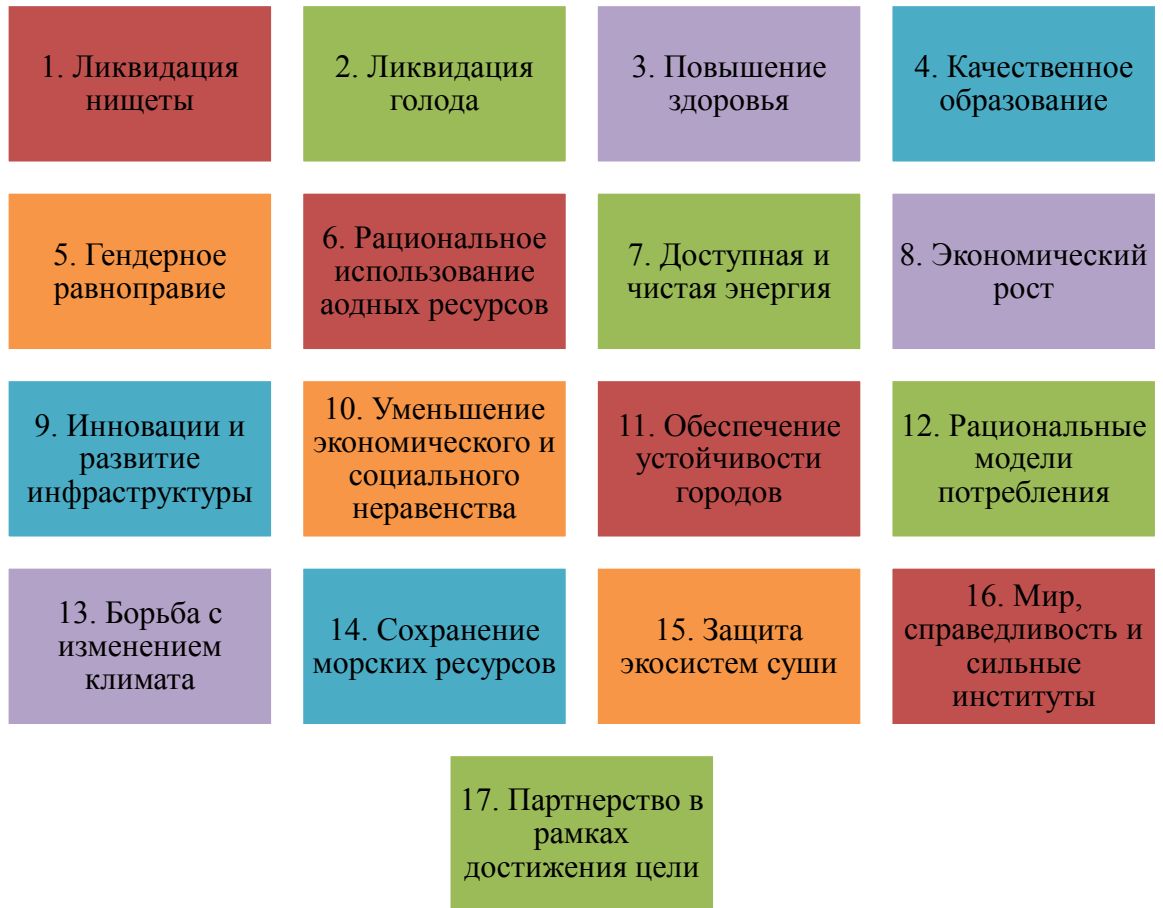 1. Ликвидация
нищеты
2. Ликвидация
голода
3. Повышение
здоровья
4. Качественное
образование
5. Гендерное
равноправие
6. Рациональное
использование
аодных ресурсов
7. Доступная и
чистая энергия
8. Экономический
рост
9. Инновации и
развитие
инфраструктуры
10. Уменьшение
экономического и
социального
неравенства
11. Обеспечение
устойчивости
городов
12. Рациональные
модели
потребления
13. Борьба с
изменением
климата
14. Сохранение
морских ресурсов
15. Защита
экосистем суши
16. Мир,
справедливость и
сильные
институты
17. Партнерство в
рамках
достижения цели